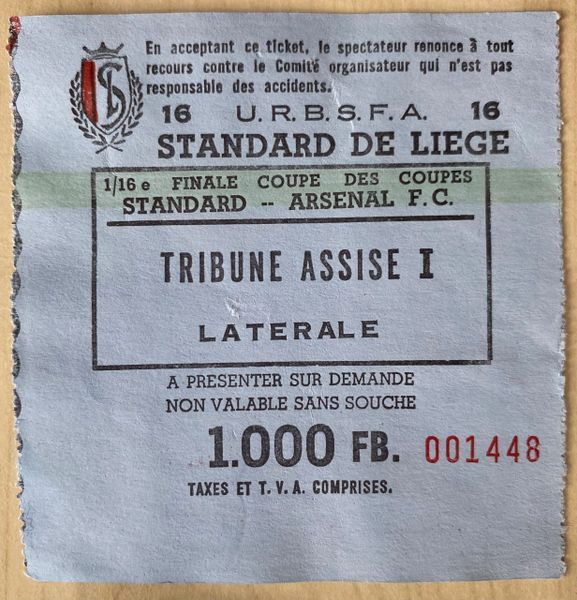 En acceptant ce ticket, le spectateur renonce à tout
recours contre le Comité organisateur qui n'est pas
responsable des accidents.
16 U.R.B.S.F.A. 16
STANDARD DE LIEGE
1/16 e FINALE COUPE DES COUPES
STANDARD -- ARSENAL F.C.
TRIBUNE ASSISE I
LATERALE
A PRESENTER SUR DEMANDE
NON VALABLE SANS SOUCHE
1.000 FB. 001448
TAXES ET T.V.A. COMPRISES.